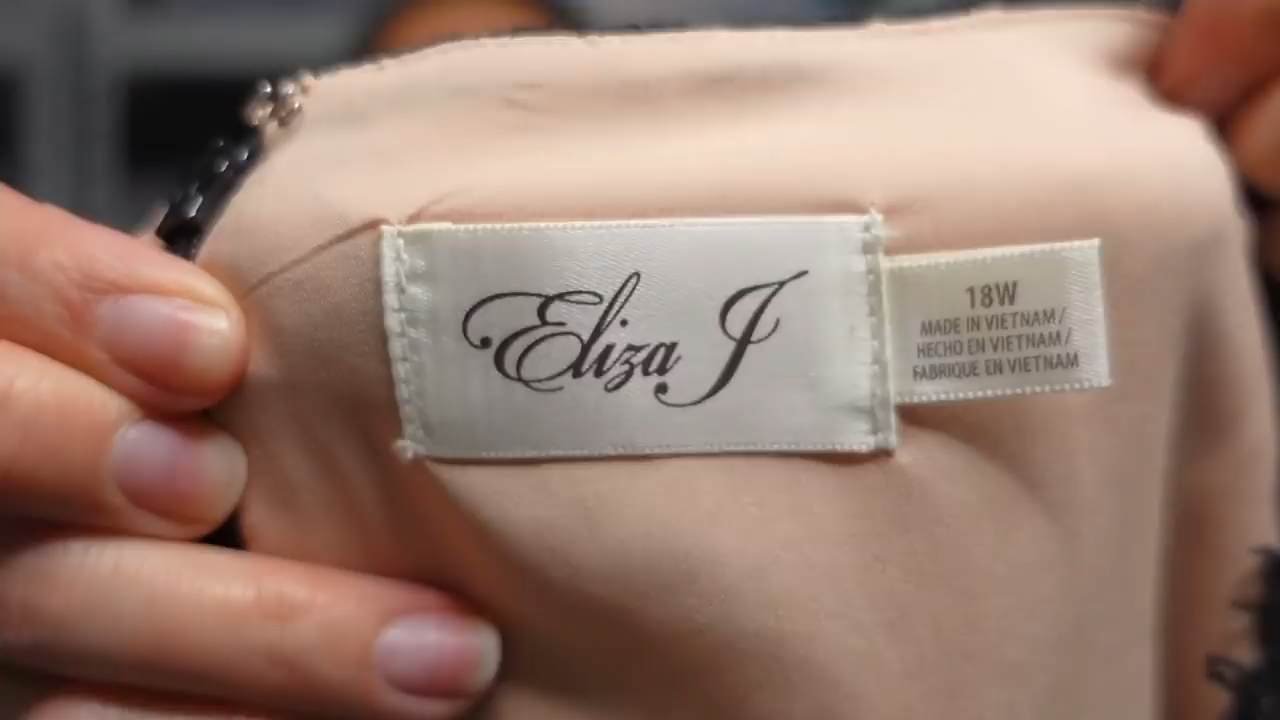 Eliza J
18W
MADE IN VIETNAM /
HECHO EN VIETNAM /
FABRIQUE EN VIETNAM